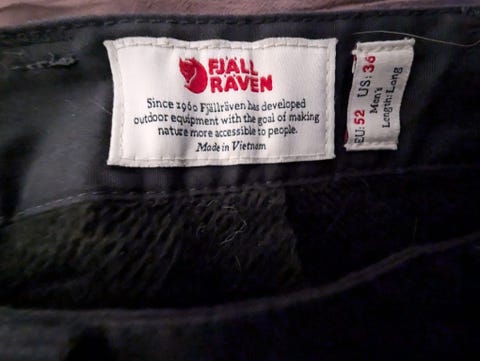 FJÄLL
RÄVEN
Since 1960 Fjällräven has developed
outdoor equipment with the goal of making
nature more accessible to people.
Made in Vietnam
EU: 52 US: 36
Men's
Length: Long